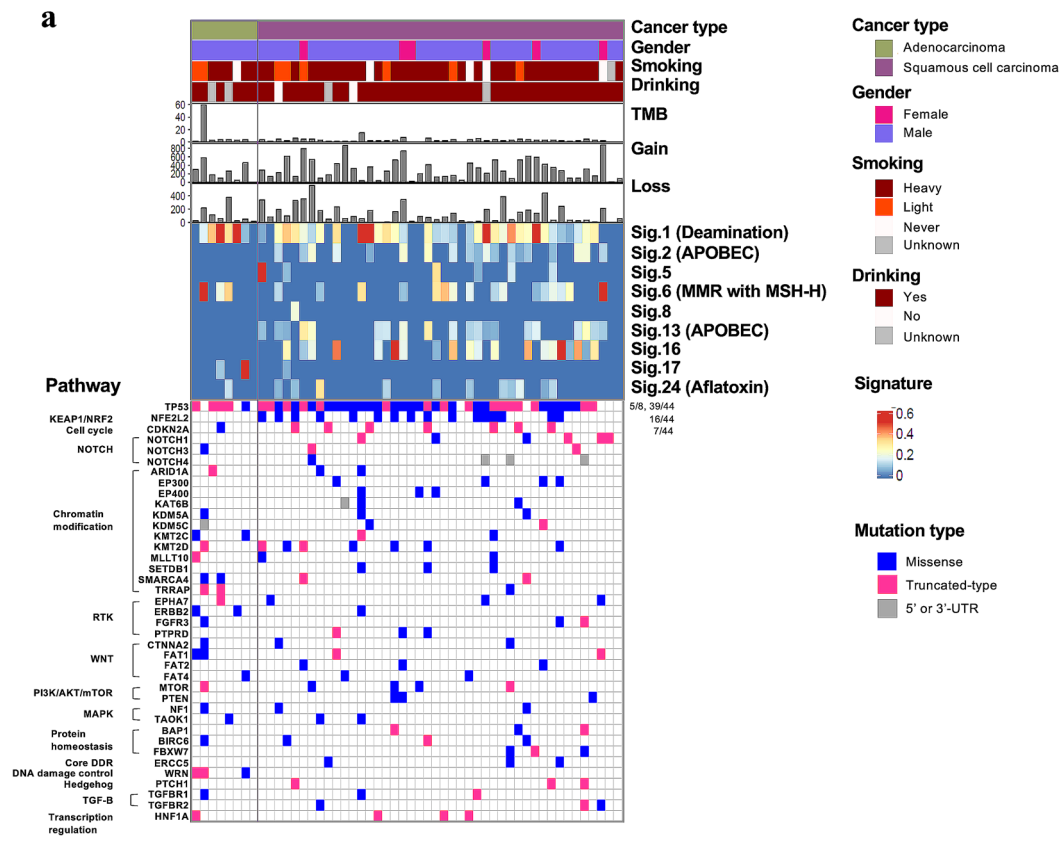 a
Cancer type
Gender
Smoking
Drinking
60
40
20
0
TMB
800
600
400
200
0
Gain
400
200
0
Loss
Sig.1 (Deamination)
Sig.2 (APOBEC)
Sig.5
Sig.6 (MMR with MSH-H)
Sig.8
Sig.13 (APOBEC)
Sig.16
Sig.17
Sig.24 (Aflatoxin)
Pathway
TP53 5/8, 39/44
KEAP1/NRF2 NFE2L2 16/44
Cell cycle CDKN2A 7/44
NOTCH
NOTCH1
NOTCH3
NOTCH4
Chromatin
modification
ARID1A
EP300
EP400
KAT6B
KDM5A
KDM5C
KMT2C
KMT2D
MLLT10
SETDB1
SMARCA4
TRRAP
RTK
EPHA7
ERBB2
FGFR3
PTPRD
WNT
CTNNA2
FAT1
FAT2
FAT4
PI3K/AKT/mTOR
MTOR
PTEN
MAPK
NF1
TAOK1
Protein
homeostasis
BAP1
BIRC6
FBXW7
Core DDR ERCC5
DNA damage control WRN
Hedgehog PTCH1
TGF-B
TGFBR1
TGFBR2
Transcription
regulation
HNF1A
Cancer type
Adenocarcinoma
Squamous cell carcinoma
Gender
Female
Male
Smoking
Heavy
Light
Never
Unknown
Drinking
Yes
No
Unknown
Signature
0.6
0.4
0.2
0
Mutation type
Missense
Truncated-type
5' or 3'-UTR